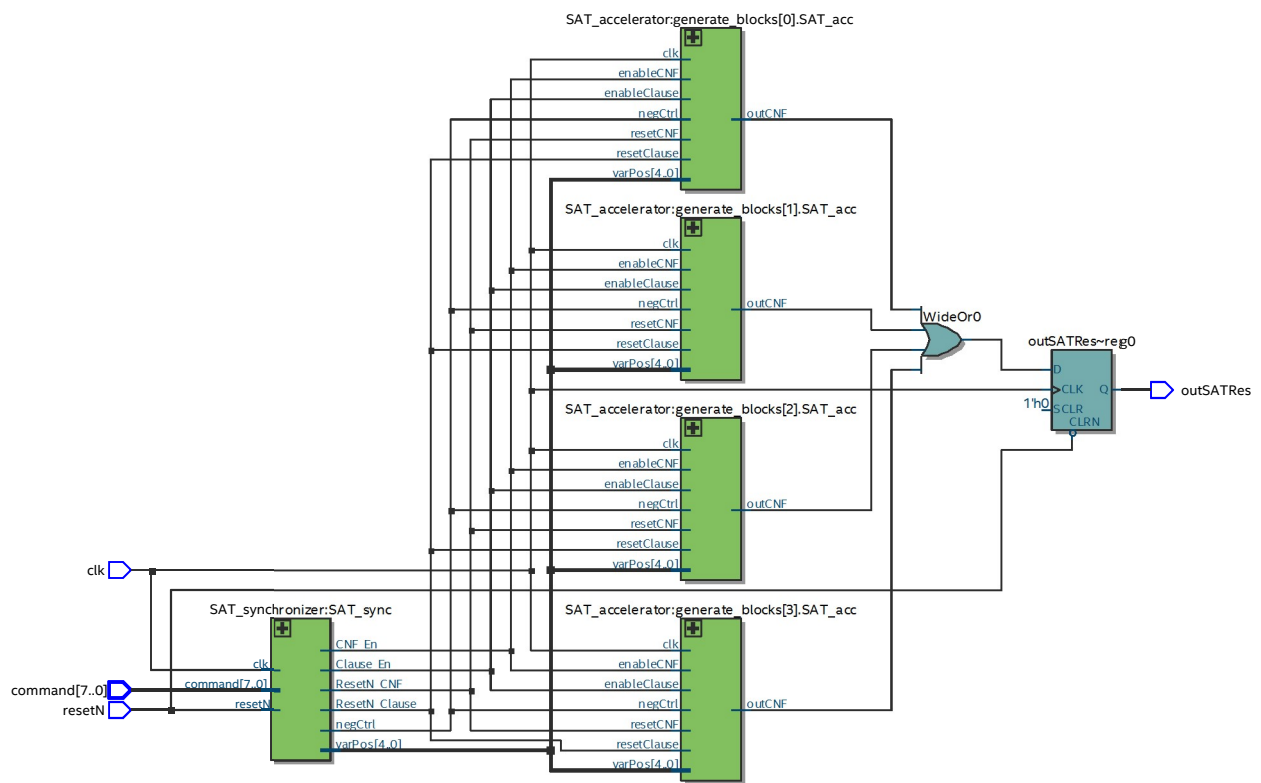 SAT_accelerator:generate_blocks[0].SAT_acc
clk
enableCNF
enableClause
negCtrl
outCNF
resetCNF
resetClause
varPos[4..0]
SAT_accelerator:generate_blocks[1].SAT_acc
clk
enableCNF
enableClause
negCtrl
outCNF
resetCNF
resetClause
varPos[4..0]
WideOr0
outSATRes~reg0
D
CLK
Q
1'h0
SCLR
CLRN
outSATRes
SAT_accelerator:generate_blocks[2].SAT_acc
clk
enableCNF
enableClause
negCtrl
outCNF
resetCNF
resetClause
varPos[4..0]
clk
SAT_synchronizer:SAT_sync
clk
command[7..0]
command[7..0]
resetN
resetN
CNF_En
Clause_En
ResetN_CNF
ResetN_Clause
negCtrl
varPos[4..0]
SAT_accelerator:generate_blocks[3].SAT_acc
clk
enableCNF
enableClause
negCtrl
outCNF
resetCNF
resetClause
varPos[4..0]